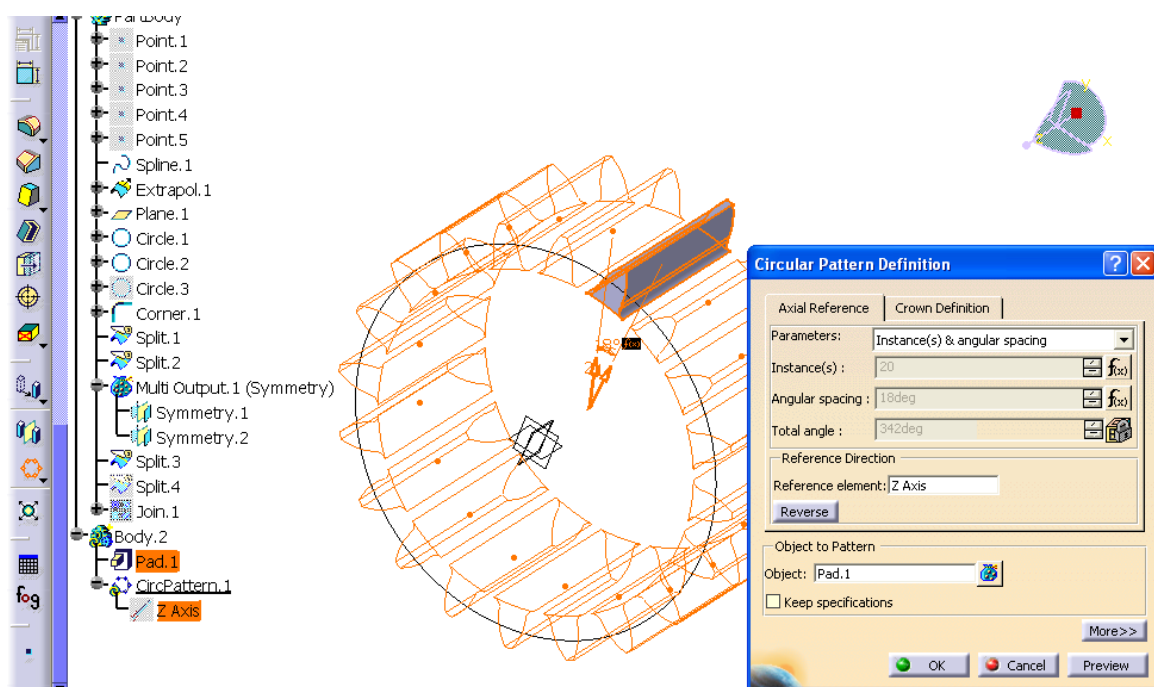 PartBody
Point.1
Point.2
Point.3
Point.4
Point.5
Spline.1
Extrapol.1
Plane.1
Circle.1
Circle.2
Circle.3
Corner.1
Split.1
Split.2
Multi Output.1 (Symmetry)
Symmetry.1
Symmetry.2
Split.3
Split.4
Join.1
Body.2
Pad.1
CircPattern.1
Z Axis
fog
y
x
z
f(x)
Circular Pattern Definition
Axial Reference
Crown Definition
Parameters:
Instance(s) & angular spacing
Instance(s) :
20
f(x)
Angular spacing :
18deg
f(x)
Total angle :
342deg
Reference Direction
Reference element: Z Axis
Reverse
Object to Pattern
Object: Pad.1
Keep specifications
More>>
OK
Cancel
Preview